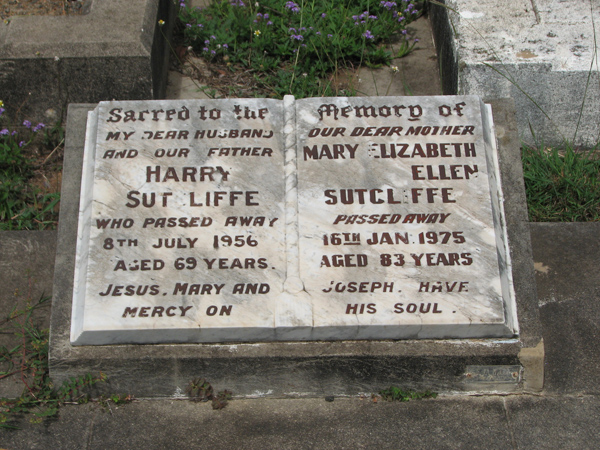 Sacred to the Memory of
MY DEAR HUSBAND
AND OUR FATHER
HARRY
SUTCLIFFE
WHO PASSED AWAY
8TH JULY 1956
AGED 69 YEARS.
OUR DEAR MOTHER
MARY ELIZABETH
ELLEN
SUTCLIFFE
PASSED AWAY
16TH JAN 1975
AGED 83 YEARS
JESUS, MARY AND JOSEPH. HAVE
MERCY ON HIS SOUL.